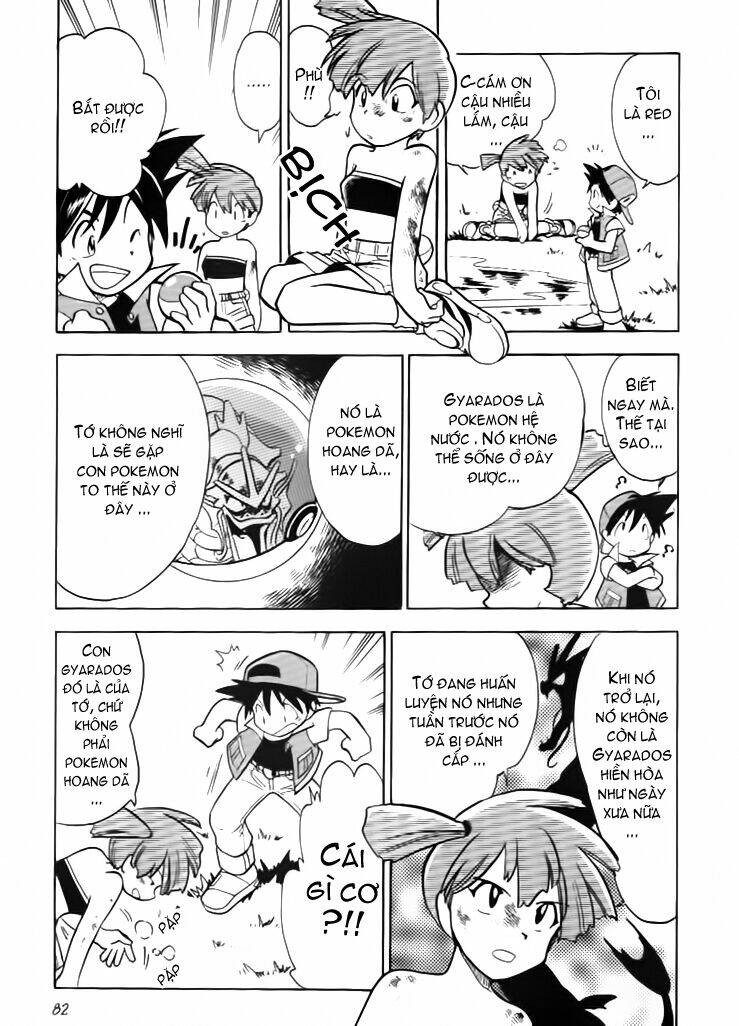 BẮT ĐƯỢC
RỒI!!
.....
PHÙ
!!
BỊCH
C-CÁM ƠN
CẬU NHIỀU
LẮM, CẬU
...
TÔI
LÀ RED
...
TỚ KHÔNG NGHĨ
LÀ SẼ GẶP
CON POKEMON
TO THẾ NÀY Ở
ĐÂY ...
NÓ LÀ
POKEMON
HOANG DÃ,
HAY LÀ...
GYARADOS LÀ
POKEMON HỆ
NƯỚC . NÓ KHÔNG
THỂ SỐNG Ở ĐÂY
ĐƯỢC...
BIẾT
NGAY MÀ.
THẾ TẠI
SAO...
?
?
CON
GYARADOS
ĐÓ LÀ CỦA
TỚ, CHỨ
KHÔNG
PHẢI
POKEMON
HOANG DÃ
...
PẶP
PẶP
PẶP
CÁI
GÌ CƠ
?!!
TỚ ĐANG HUẤN
LUYỆN NÓ NHƯNG
TUẦN TRƯỚC NÓ
ĐÃ BỊ ĐÁNH
CẮP ...
KHI NÓ
TRỞ LẠI,
NÓ KHÔNG
CÒN LÀ
GYARADOS
HIỀN HÒA
NHƯ NGÀY
XƯA NỮA
...
82